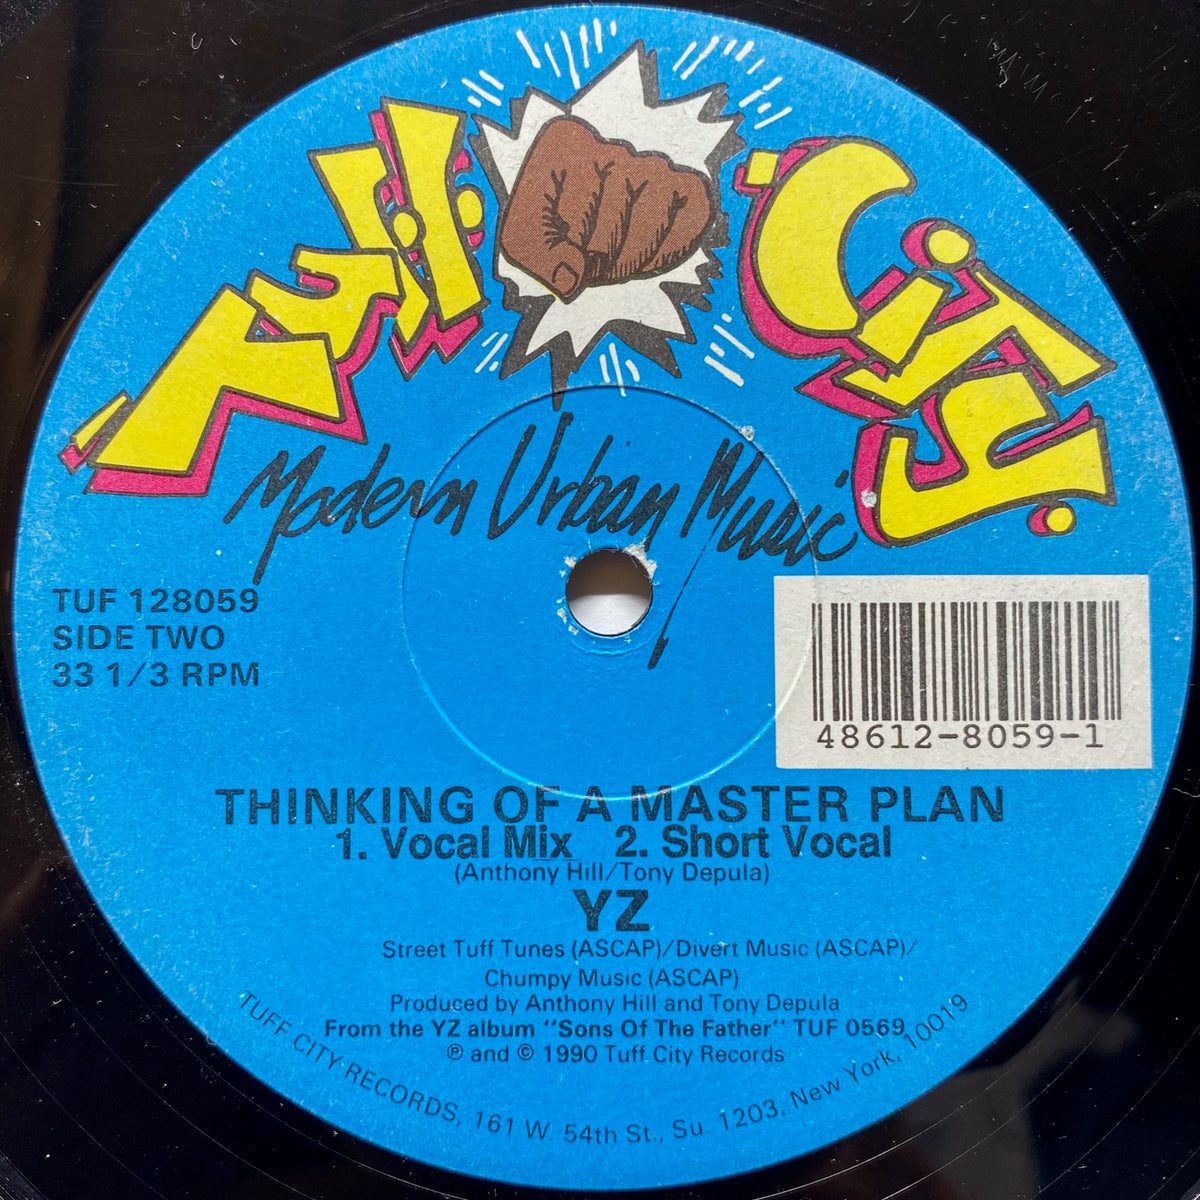 Tuff City
Modern Urban Music
TUF 128059
SIDE TWO
33 1/3 RPM
48612-8059-1
THINKING OF A MASTER PLAN
1. Vocal Mix 2. Short Vocal
(Anthony Hill/Tony Depula)
YZ
Street Tuff Tunes (ASCAP)/Divert Music (ASCAP)/
Chumpy Music (ASCAP)
Produced by Anthony Hill and Tony Depula
From the YZ album "Sons Of The Father" TUF 0569
℗ and © 1990 Tuff City Records
TUFF CITY RECORDS, 161 W. 54th St., Su. 1203, New York, 10019